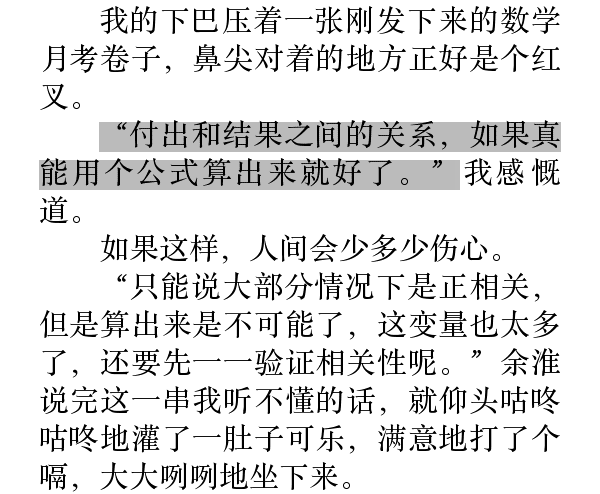 我的下巴压着一张刚发下来的数学
月考卷子，鼻尖对着的地方正好是个红
叉。
“付出和结果之间的关系，如果真
能用个公式算出来就好了。”我感慨
道。
如果这样，人间会少多少伤心。
“只能说大部分情况下是正相关，
但是算出来是不可能了，这变量也太多
了，还要先一一验证相关性呢。”余淮
说完这一串我听不懂的话，就仰头咕咚
咕咚地灌了一肚子可乐，满意地打了个
嗝，大大咧咧地坐下来。